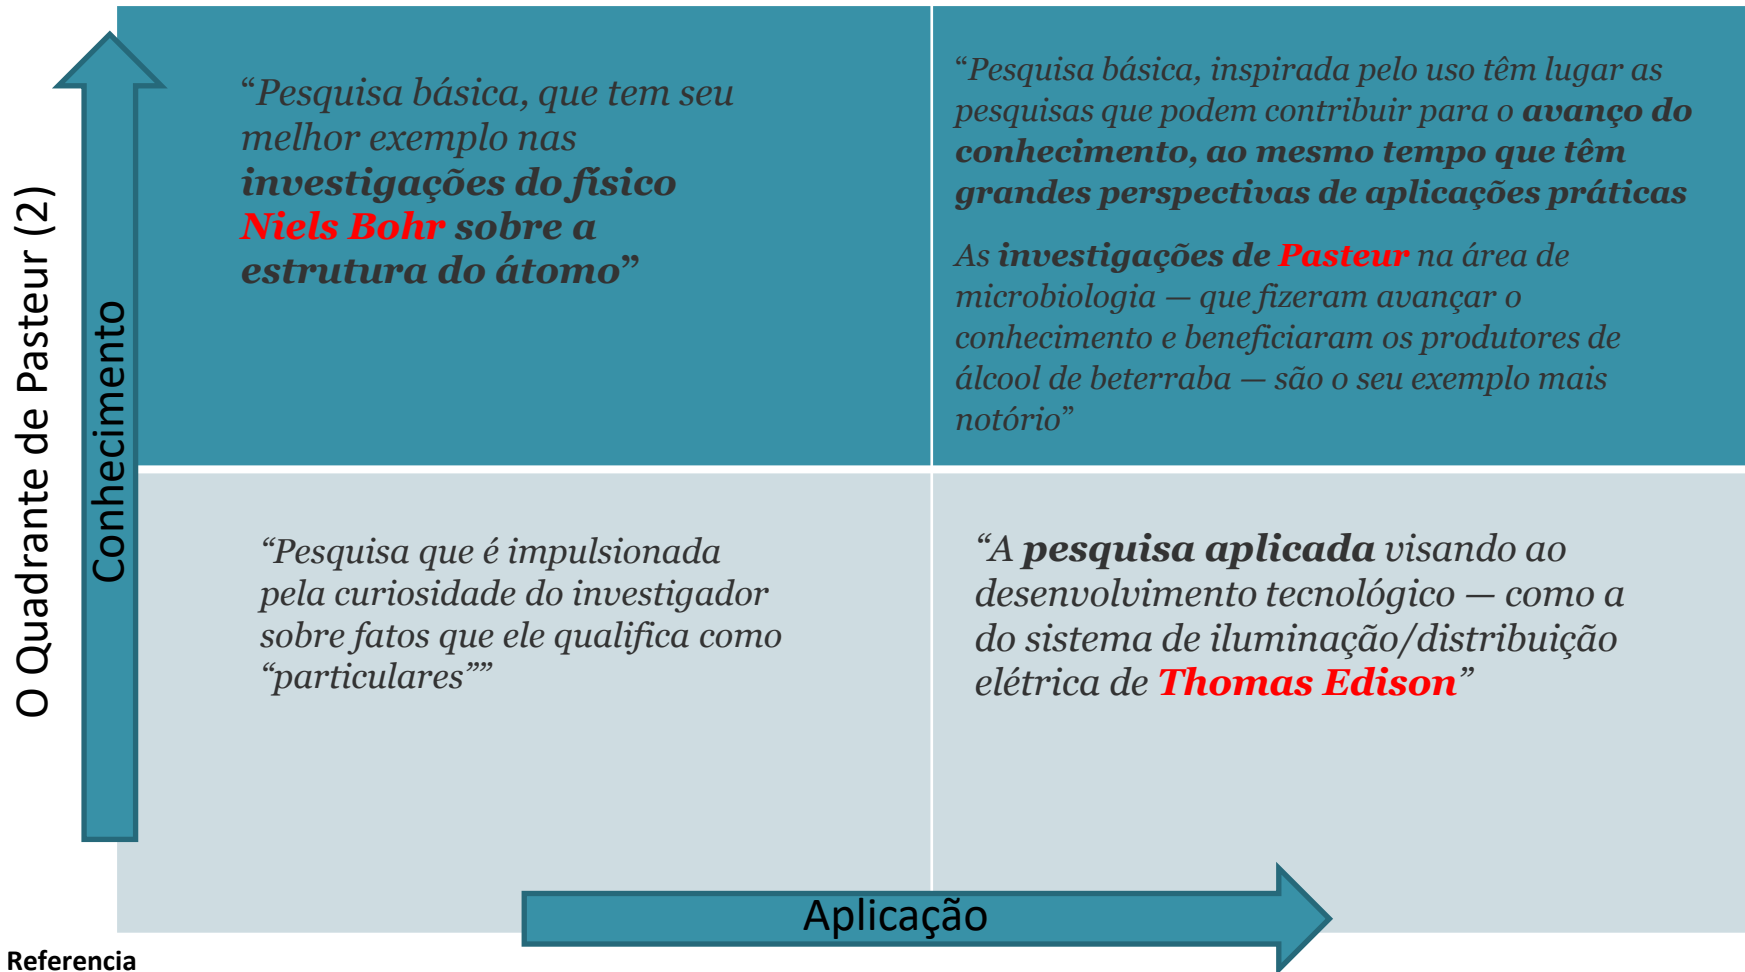 O Quadrante de Pasteur (2)
Conhecimento
“Pesquisa básica, que tem seu
melhor exemplo nas
investigações do físico
Niels Bohr sobre a
estrutura do átomo”
“Pesquisa básica, inspirada pelo uso têm lugar as
pesquisas que podem contribuir para o avanço do
conhecimento, ao mesmo tempo que têm
grandes perspectivas de aplicações práticas
As investigações de Pasteur na área de
microbiologia — que fizeram avançar o
conhecimento e beneficiaram os produtores de
álcool de beterraba — são o seu exemplo mais
notório”
“Pesquisa que é impulsionada
pela curiosidade do investigador
sobre fatos que ele qualifica como
“particulares””
“A pesquisa aplicada visando ao
desenvolvimento tecnológico — como a
do sistema de iluminação/distribuição
elétrica de Thomas Edison”
Aplicação
Referencia